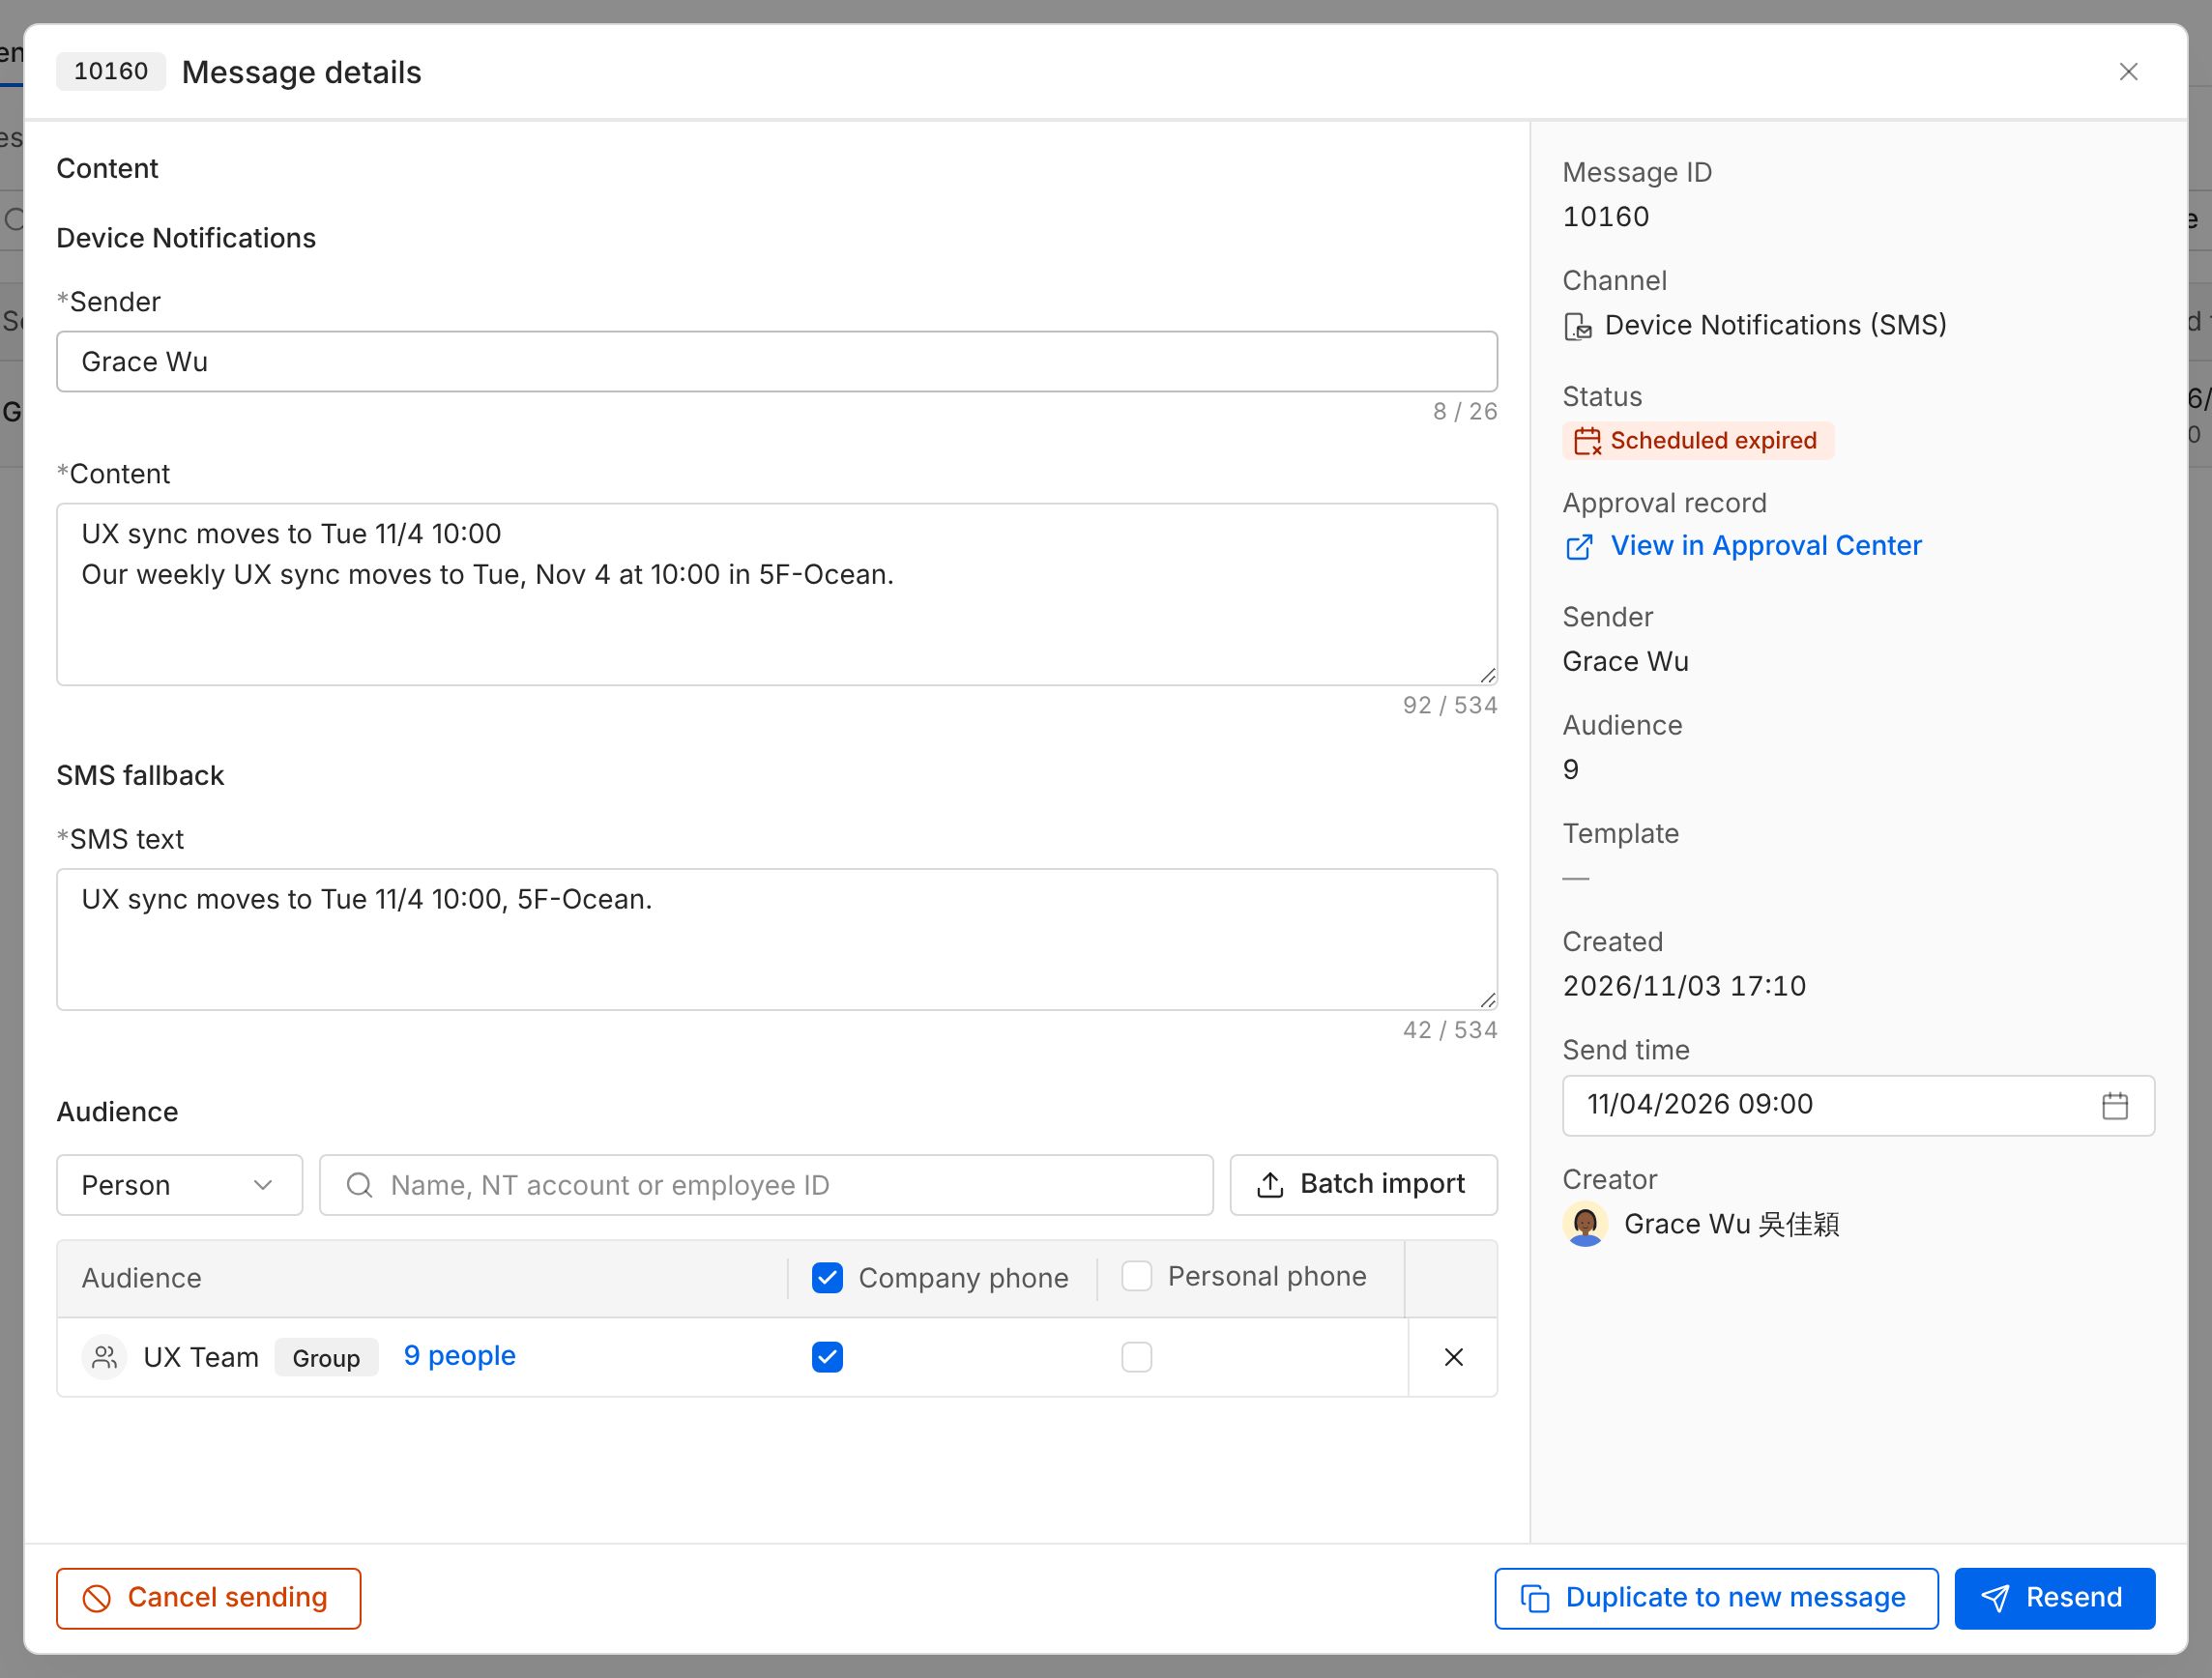 10160 Message details
Content
Device Notifications
*Sender
Grace Wu
8 / 26
*Content
UX sync moves to Tue 11/4 10:00
Our weekly UX sync moves to Tue, Nov 4 at 10:00 in 5F-Ocean.
92 / 534
SMS fallback
*SMS text
UX sync moves to Tue 11/4 10:00, 5F-Ocean.
42 / 534
Audience
Person
Name, NT account or employee ID
Batch import
Audience Company phone Personal phone
UX Team Group 9 people
Message ID
10160
Channel
Device Notifications (SMS)
Status
Scheduled expired
Approval record
View in Approval Center
Sender
Grace Wu
Audience
9
Template
—
Created
2026/11/03 17:10
Send time
11/04/2026 09:00
Creator
Grace Wu 吳佳穎
Cancel sending
Duplicate to new message
Resend